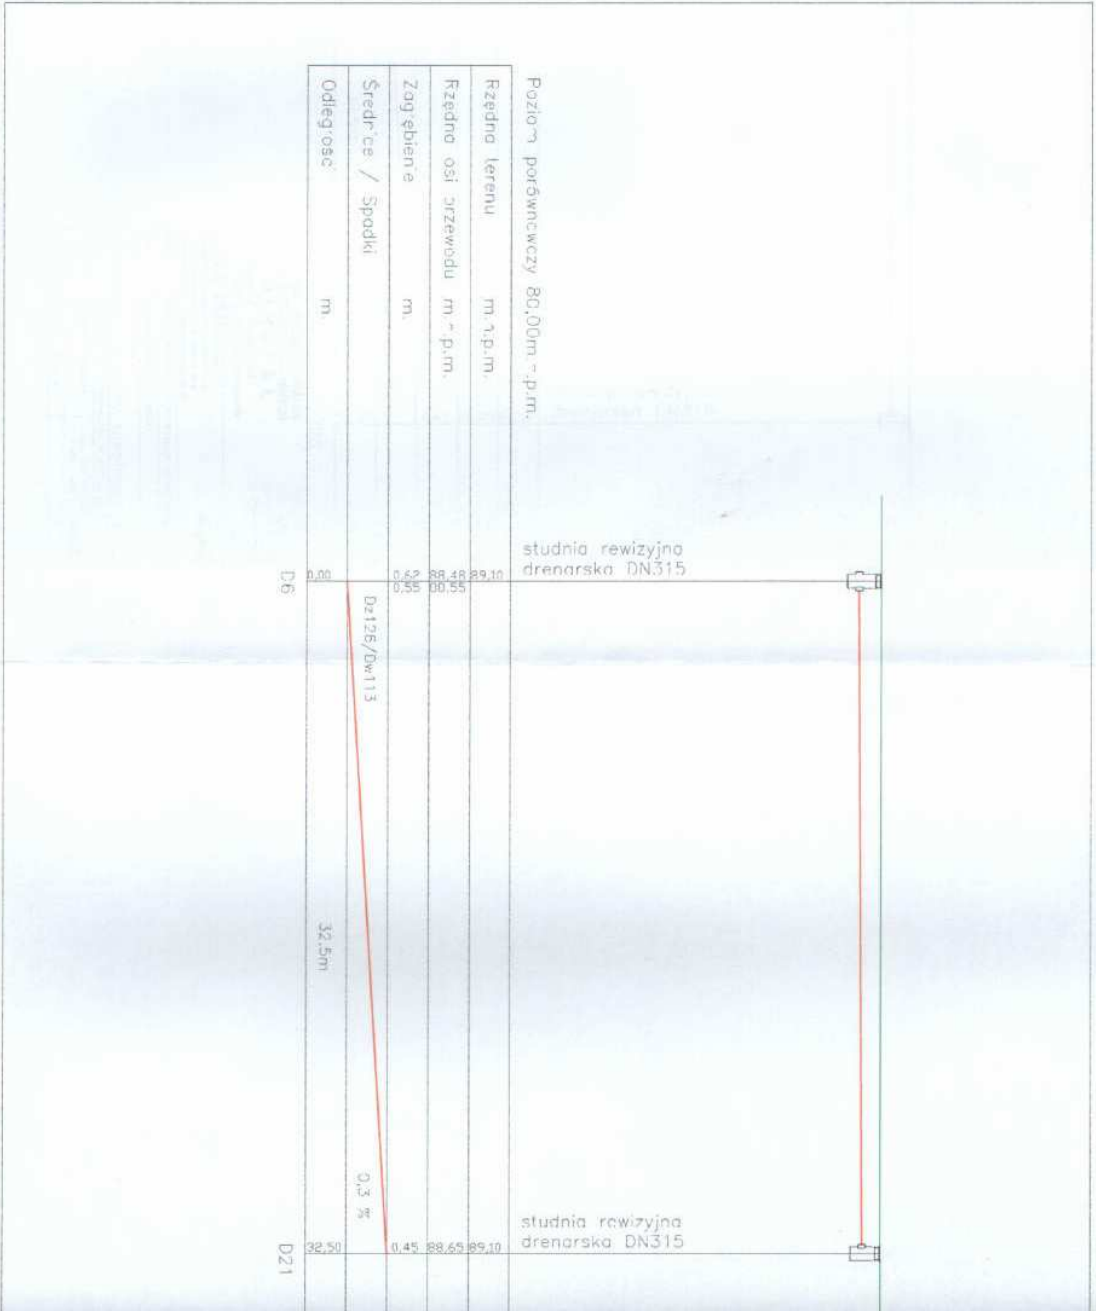 studnia rewizyjna
drenarska DN315
studnia rewizyjna
drenarska DN315
Poziom porównawczy 80,00m n.p.m.
Rzędna terenu m n.p.m. 89,10 89,10
Rzędna osi przewodu m n.p.m. 88,48 00,55 88,65
Zagłębienie m. 0,62 0,55 0,45
Średnice / Spadki Dz126/Dw113 0,3 %
Odległość m. 0,00 32,5m 32,50
D6 D21